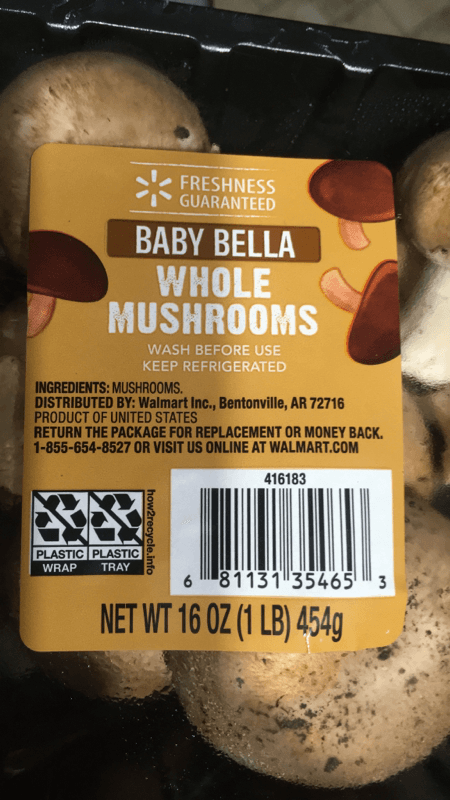 FRESHNESS
GUARANTEED
BABY BELLA
WHOLE
MUSHROOMS
WASH BEFORE USE
KEEP REFRIGERATED
INGREDIENTS: MUSHROOMS.
DISTRIBUTED BY: Walmart Inc., Bentonville, AR 72716
PRODUCT OF UNITED STATES
RETURN THE PACKAGE FOR REPLACEMENT OR MONEY BACK.
1-855-654-8527 OR VISIT US ONLINE AT WALMART.COM
PLASTIC PLASTIC
WRAP TRAY
how2recycle.info
416183
6 81131 35465 3
NET WT 16 OZ (1 LB) 454g